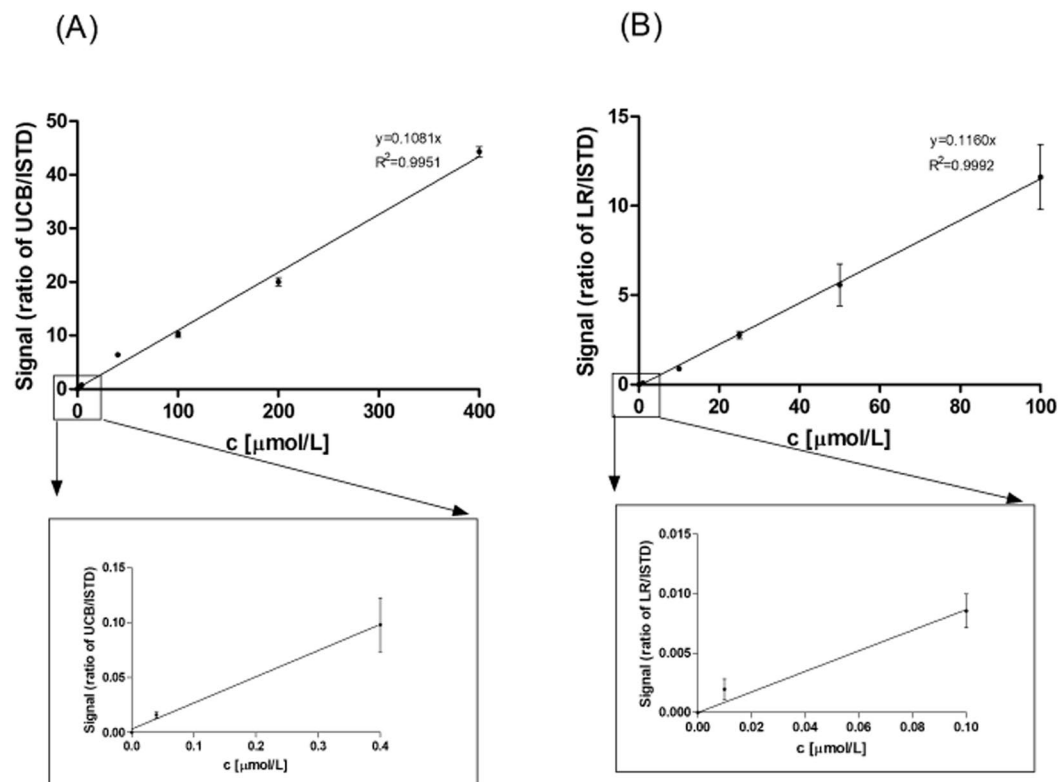 (A)
Signal (ratio of UCB/ISTD)
50
40
30
20
10
0
y=0.1081x
R²=0.9951
0 100 200 300 400
c [μmol/L]
Signal (ratio of UCB/ISTD)
0.15
0.10
0.05
0.00
0.0 0.1 0.2 0.3 0.4
c [μmol/L]
(B)
Signal (ratio of LR/ISTD)
15
10
5
0
y=0.1160x
R²=0.9992
0 20 40 60 80 100
c [μmol/L]
Signal (ratio of LR/ISTD)
0.015
0.010
0.005
0.000
0.00 0.02 0.04 0.06 0.08 0.10
c [μmol/L]